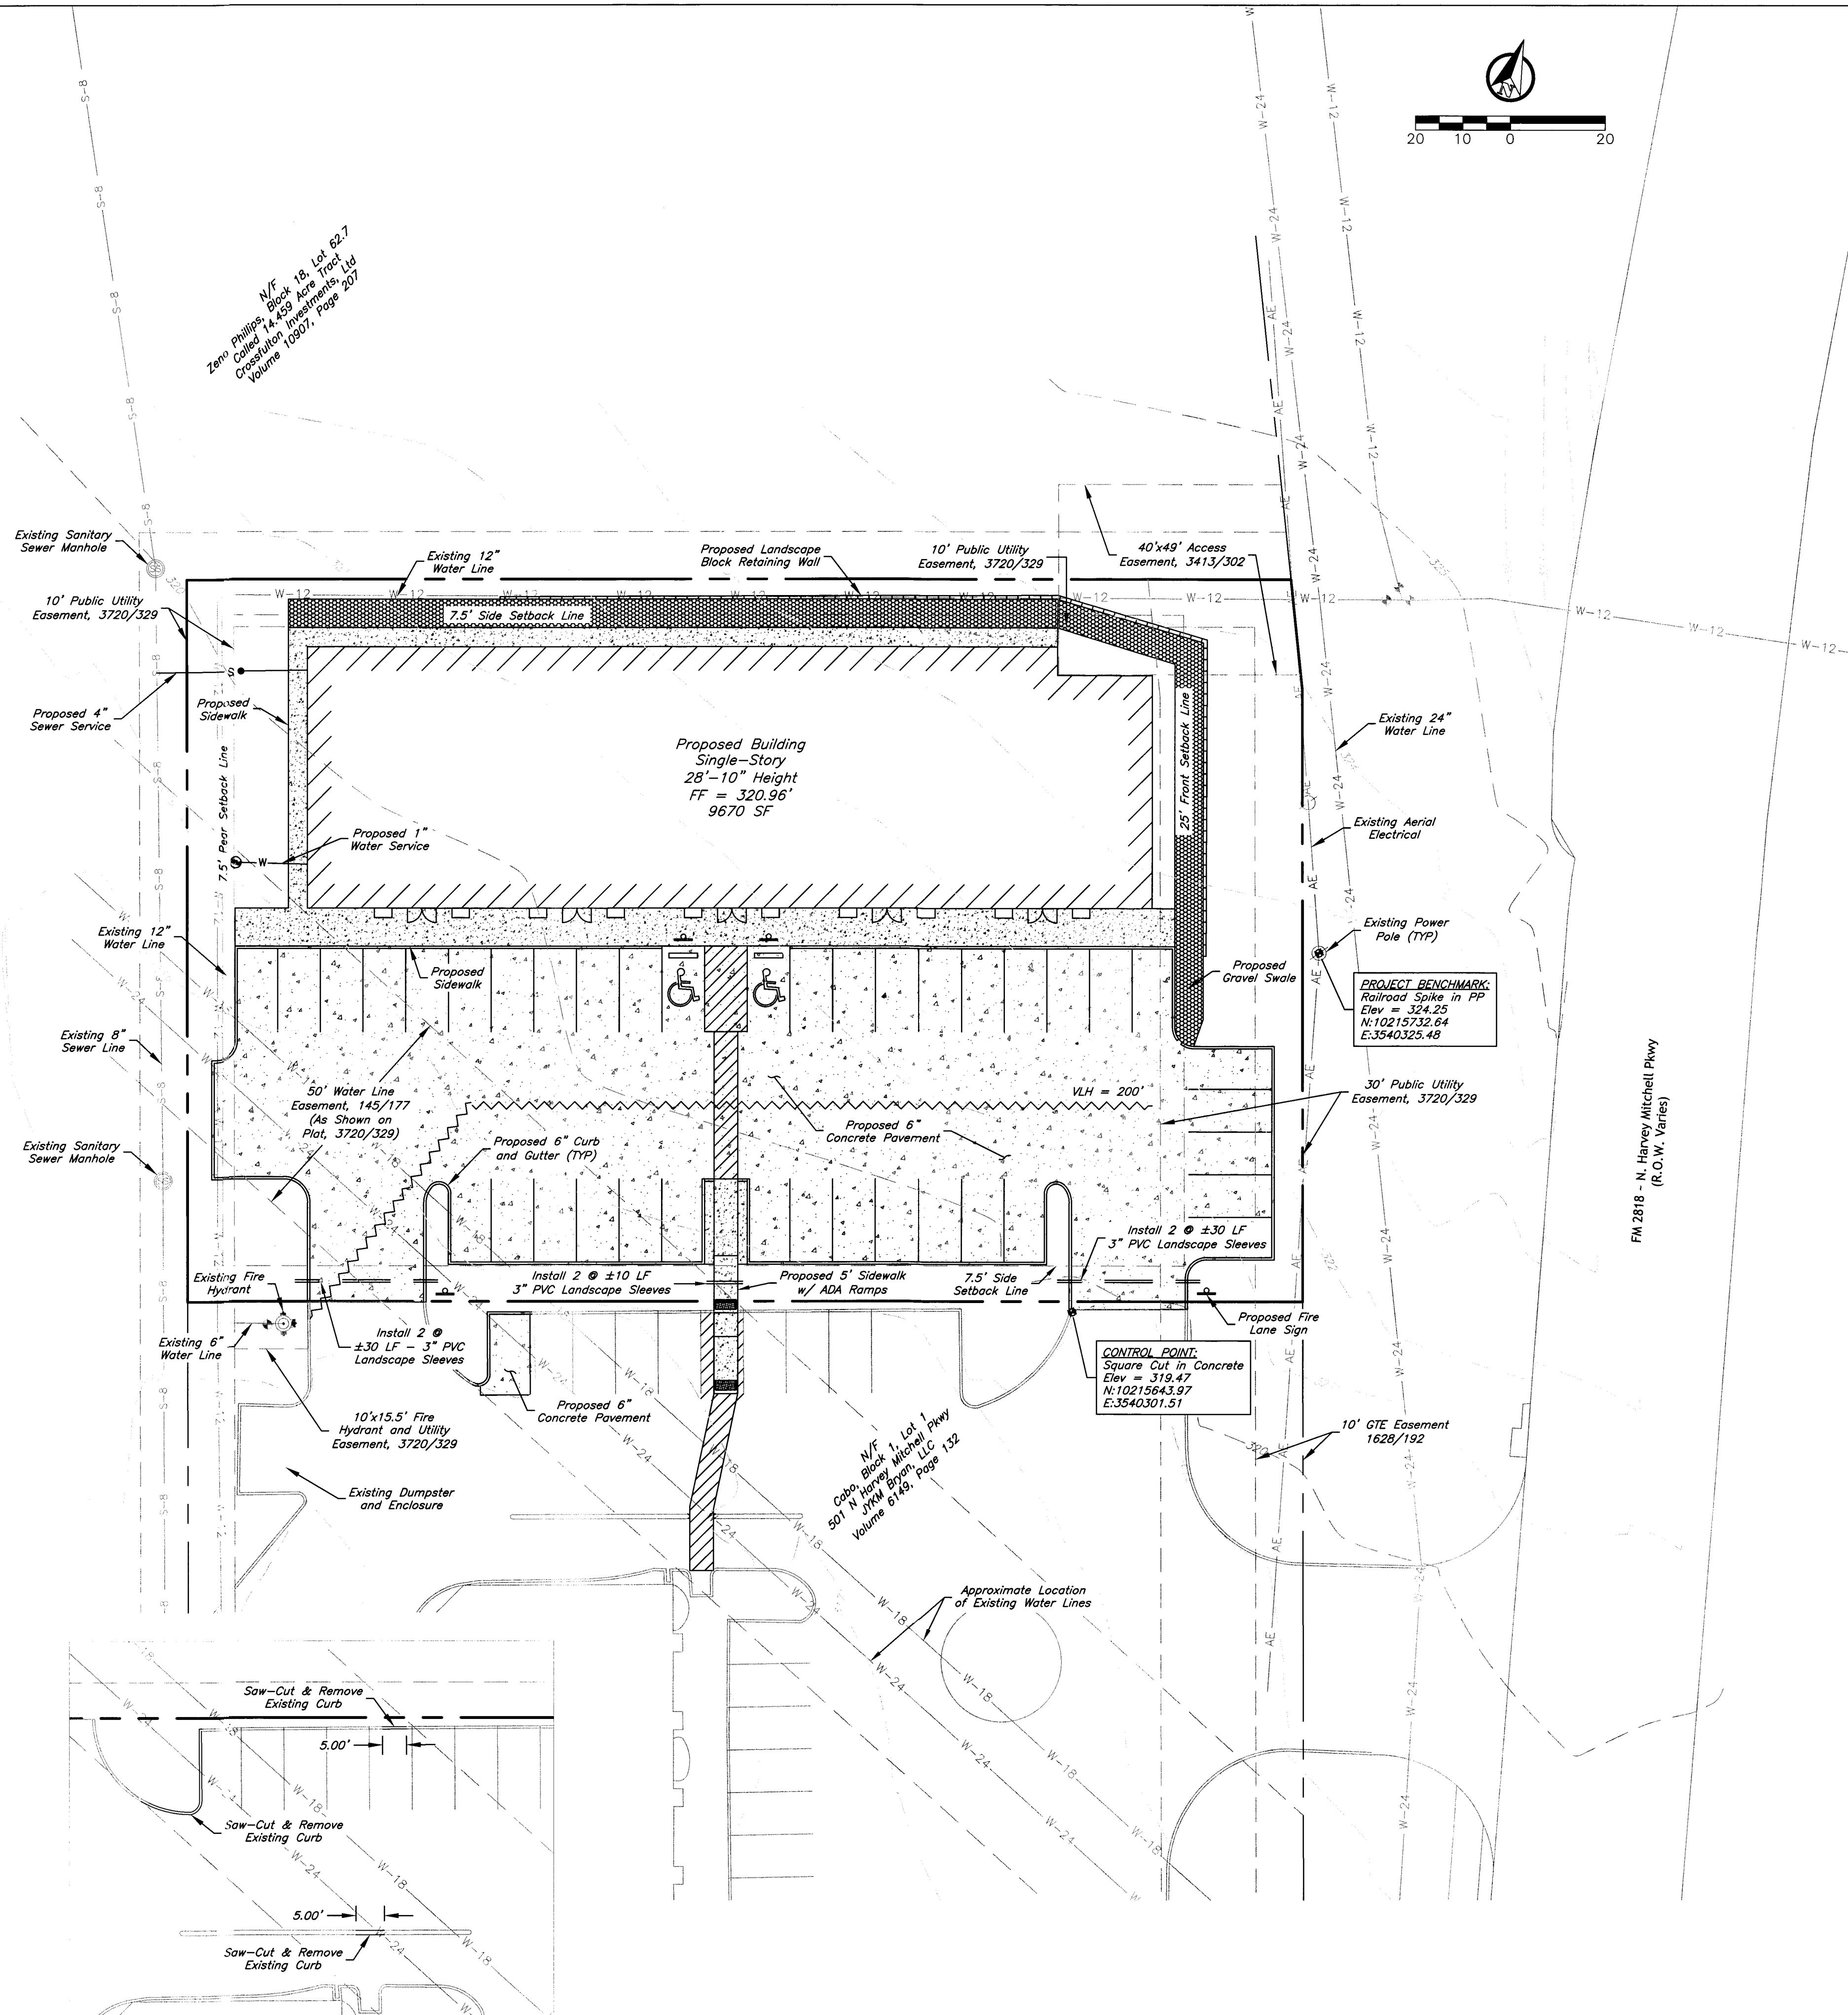 20 10 0 20
N/F
Zeno Phillips, Block 18, Lot 62.7
Called 14.459 Acre Tract
Crossfulton Investments, Ltd
Volume 10907, Page 207
Existing Sanitary
Sewer Manhole
Existing 12"
Water Line
Proposed Landscape
Block Retaining Wall
10' Public Utility
Easement, 3720/329
40'x49' Access
Easement, 3413/302
10' Public Utility
Easement, 3720/329
7.5' Side Setback Line
Proposed 4"
Sewer Service
S
Proposed
Sidewalk
7.5' Rear Setback Line
Proposed Building
Single-Story
28'-10" Height
FF = 320.96'
9670 SF
25' Front Setback Line
Existing 24"
Water Line
Proposed 1"
Water Service
W
Existing Aerial
Electrical
Existing 12"
Water Line
Existing Power
Pole (TYP)
Proposed
Sidewalk
Proposed
Gravel Swale
PROJECT BENCHMARK:
Railroad Spike in PP
Elev = 324.25
N:10215732.64
E:3540325.48
Existing 8"
Sewer Line
50' Water Line
Easement, 145/177
(As Shown on
Plat, 3720/329)
VLH = 200'
30' Public Utility
Easement, 3720/329
Existing Sanitary
Sewer Manhole
Proposed 6" Curb
and Gutter (TYP)
Proposed 6"
Concrete Pavement
FM 2818 - N. Harvey Mitchell Pkwy
(R.O.W. Varies)
Install 2 @ ±30 LF
3" PVC Landscape Sleeves
Existing Fire
Hydrant
Install 2 @ ±10 LF
3" PVC Landscape Sleeves
Proposed 5' Sidewalk
w/ ADA Ramps
7.5' Side
Setback Line
Proposed Fire
Lane Sign
Existing 6"
Water Line
Install 2 @
±30 LF - 3" PVC
Landscape Sleeves
CONTROL POINT:
Square Cut in Concrete
Elev = 319.47
N:10215643.97
E:3540301.51
Proposed 6"
Concrete Pavement
10'x15.5' Fire
Hydrant and Utility
Easement, 3720/329
N/F
Cabo, Block 1, Lot 1
501 N Harvey Mitchell Pkwy
JYKM Bryan, LLC
Volume 6149, Page 132
10' GTE Easement
1628/192
320
Existing Dumpster
and Enclosure
Approximate Location
of Existing Water Lines
Saw-Cut & Remove
Existing Curb
5.00'
Saw-Cut & Remove
Existing Curb
5.00'
Saw-Cut & Remove
Existing Curb
S-8
W-12
W-24
W-18
AE